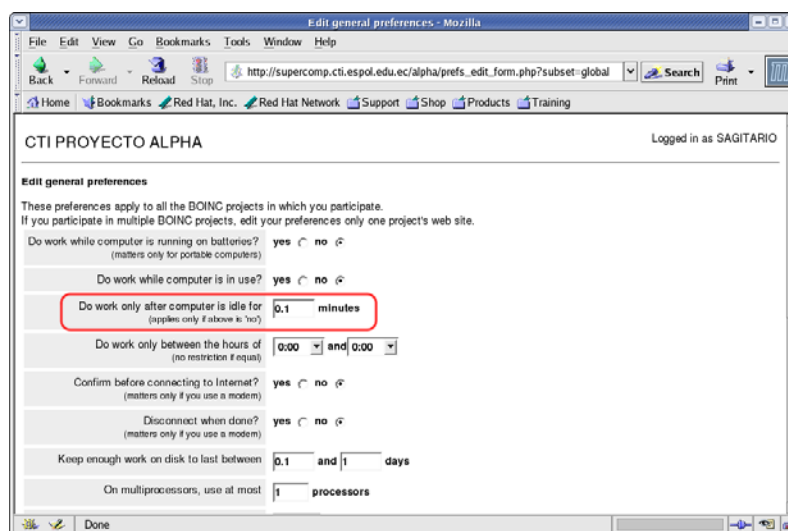 Edit general preferences - Mozilla
File Edit View Go Bookmarks Tools Window Help
Back Forward Reload Stop http://supercomp.cti.espol.edu.ec/alpha/prefs_edit_form.php?subset=global Search Print
Home Bookmarks Red Hat, Inc. Red Hat Network Support Shop Products Training
CTI PROYECTO ALPHA Logged in as SAGITARIO
Edit general preferences
These preferences apply to all the BOINC projects in which you participate.
If you participate in multiple BOINC projects, edit your preferences only one project's web site.
Do work while computer is running on batteries? yes no
(matters only for portable computers)
Do work while computer is in use? yes no
Do work only after computer is idle for 0.1 minutes
(applies only if above is 'no')
Do work only between the hours of 0:00 and 0:00
(no restriction if equal)
Confirm before connecting to Internet? yes no
(matters only if you use a modem)
Disconnect when done? yes no
(matters only if you use a modem)
Keep enough work on disk to last between 0.1 and 1 days
On multiprocessors, use at most 1 processors
Done